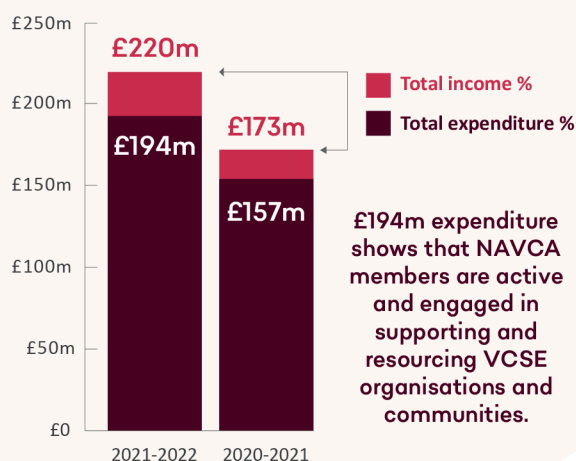 £250m
£200m
£150m
£100m
£50m
£0
£220m
£194m
£173m
£157m
2021-2022
2020-2021
Total income %
Total expenditure %
£194m expenditure
shows that NAVCA
members are active
and engaged in
supporting and
resourcing VCSE
organisations and
communities.